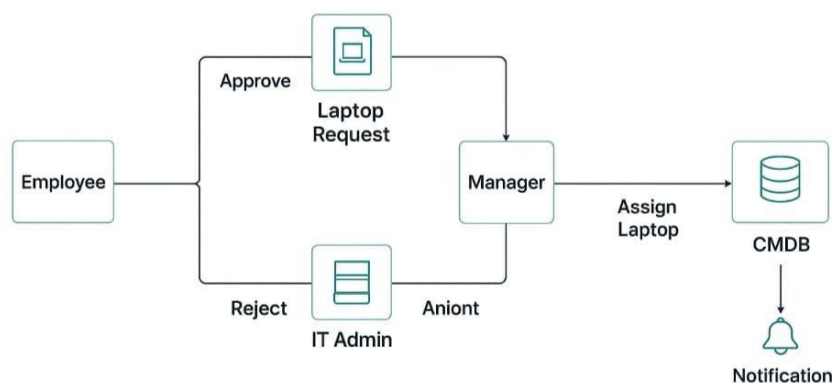 Approve
Laptop
Request
Employee
Manager
Assign
Laptop
CMDB
Reject
Aniont
IT Admin
Notification